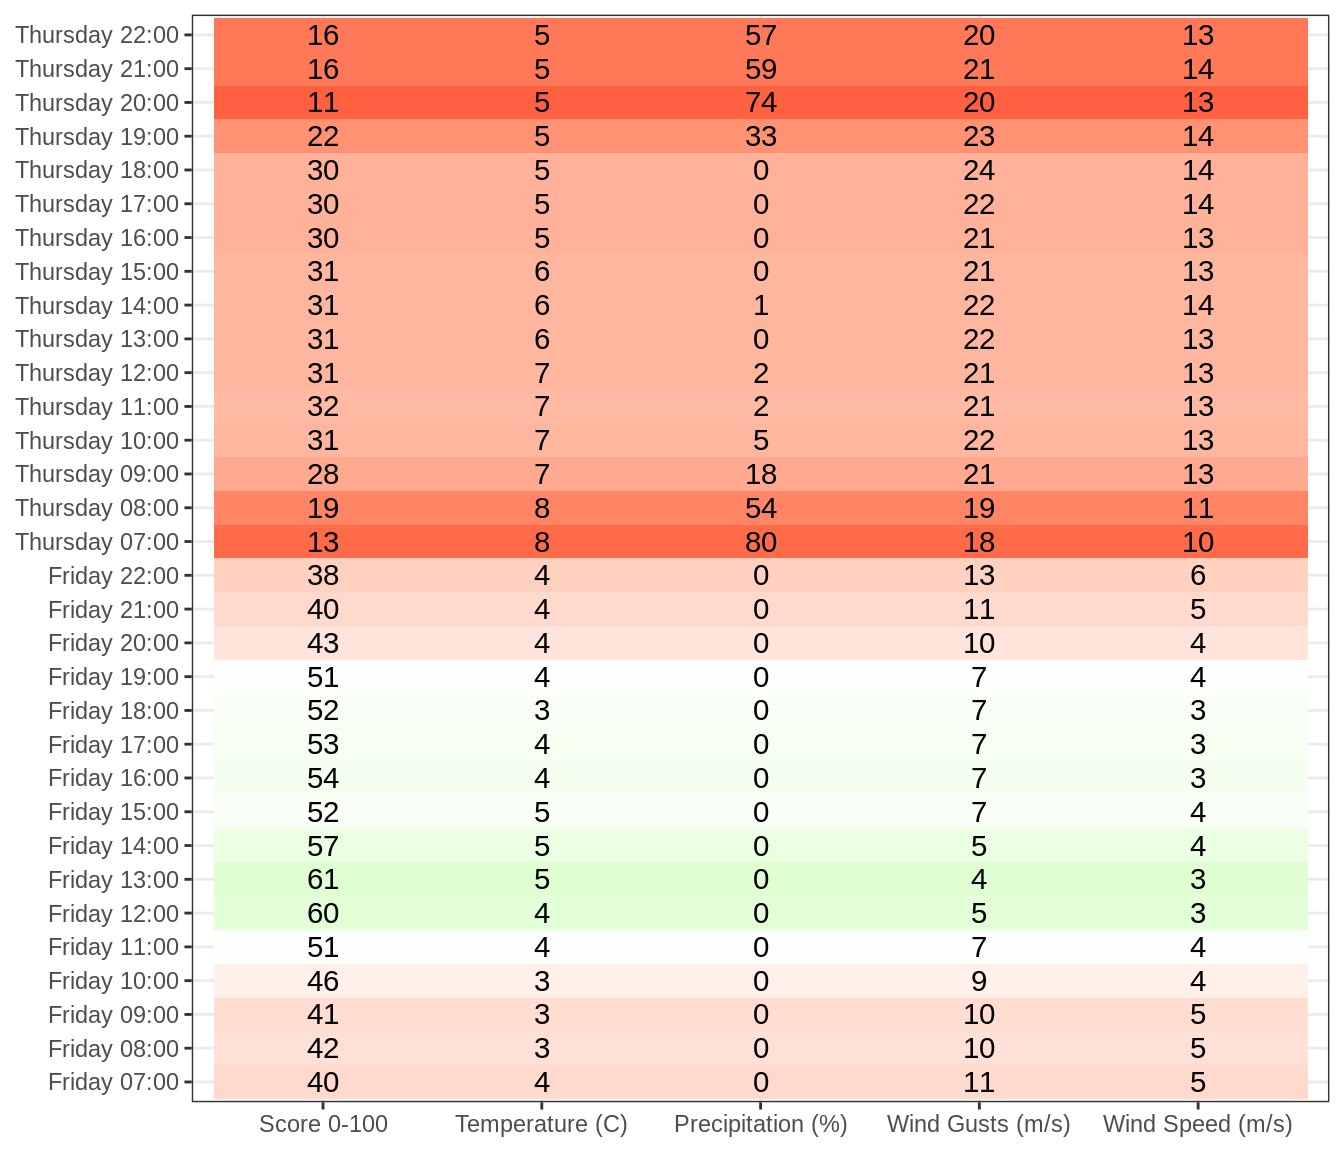 Thursday 22:00 16 5 57 20 13
Thursday 21:00 16 5 59 21 14
Thursday 20:00 11 5 74 20 13
Thursday 19:00 22 5 33 23 14
Thursday 18:00 30 5 0 24 14
Thursday 17:00 30 5 0 22 14
Thursday 16:00 30 5 0 21 13
Thursday 15:00 31 6 0 21 13
Thursday 14:00 31 6 1 22 14
Thursday 13:00 31 6 0 22 13
Thursday 12:00 31 7 2 21 13
Thursday 11:00 32 7 2 21 13
Thursday 10:00 31 7 5 22 13
Thursday 09:00 28 7 18 21 13
Thursday 08:00 19 8 54 19 11
Thursday 07:00 13 8 80 18 10
Friday 22:00 38 4 0 13 6
Friday 21:00 40 4 0 11 5
Friday 20:00 43 4 0 10 4
Friday 19:00 51 4 0 7 4
Friday 18:00 52 3 0 7 3
Friday 17:00 53 4 0 7 3
Friday 16:00 54 4 0 7 3
Friday 15:00 52 5 0 7 4
Friday 14:00 57 5 0 5 4
Friday 13:00 61 5 0 4 3
Friday 12:00 60 4 0 5 3
Friday 11:00 51 4 0 7 4
Friday 10:00 46 3 0 9 4
Friday 09:00 41 3 0 10 5
Friday 08:00 42 3 0 10 5
Friday 07:00 40 4 0 11 5
Score 0-100 Temperature (C) Precipitation (%) Wind Gusts (m/s) Wind Speed (m/s)